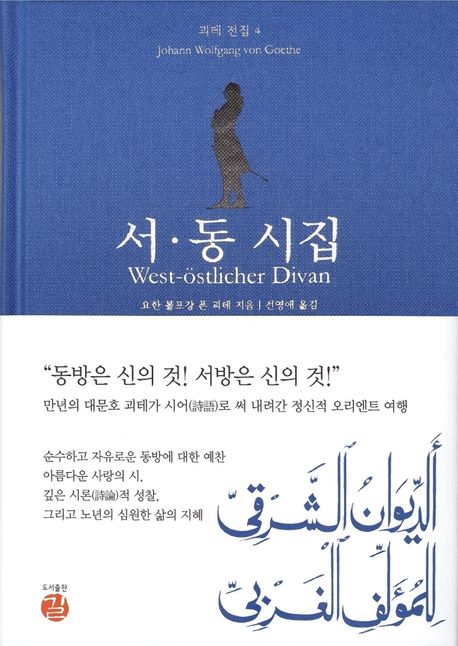 괴테 전집 4
Johann Wolfgang von Goethe
서·동 시집
West-östlicher Divan
요한 볼프강 폰 괴테 지음 | 전영애 옮김
“동방은 신의 것! 서방은 신의 것!”
만년의 대문호 괴테가 시어(詩語)로 써 내려간 정신적 오리엔트 여행
순수하고 자유로운 동방에 대한 예찬
아름다운 사랑의 시,
깊은 시론(詩論)적 성찰,
그리고 노년의 심원한 삶의 지혜
ألديوان الشرقي
للمؤلف الغربي
도서출판
길